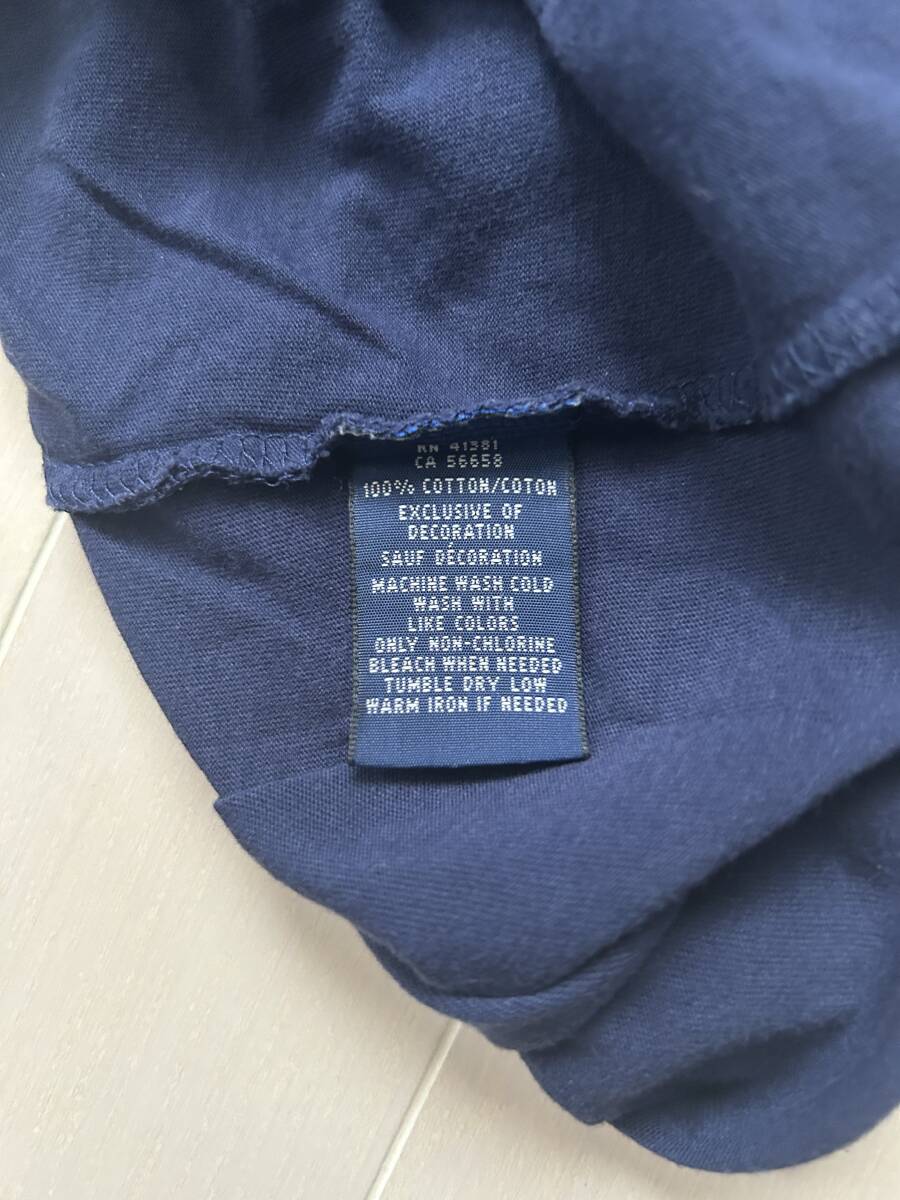 RN 41381
CA 56658
100% COTTON/COTON
EXCLUSIVE OF
DECORATION
SAUF DÉCORATION
MACHINE WASH COLD
WASH WITH
LIKE COLORS
ONLY NON-CHLORINE
BLEACH WHEN NEEDED
TUMBLE DRY LOW
WARM IRON IF NEEDED